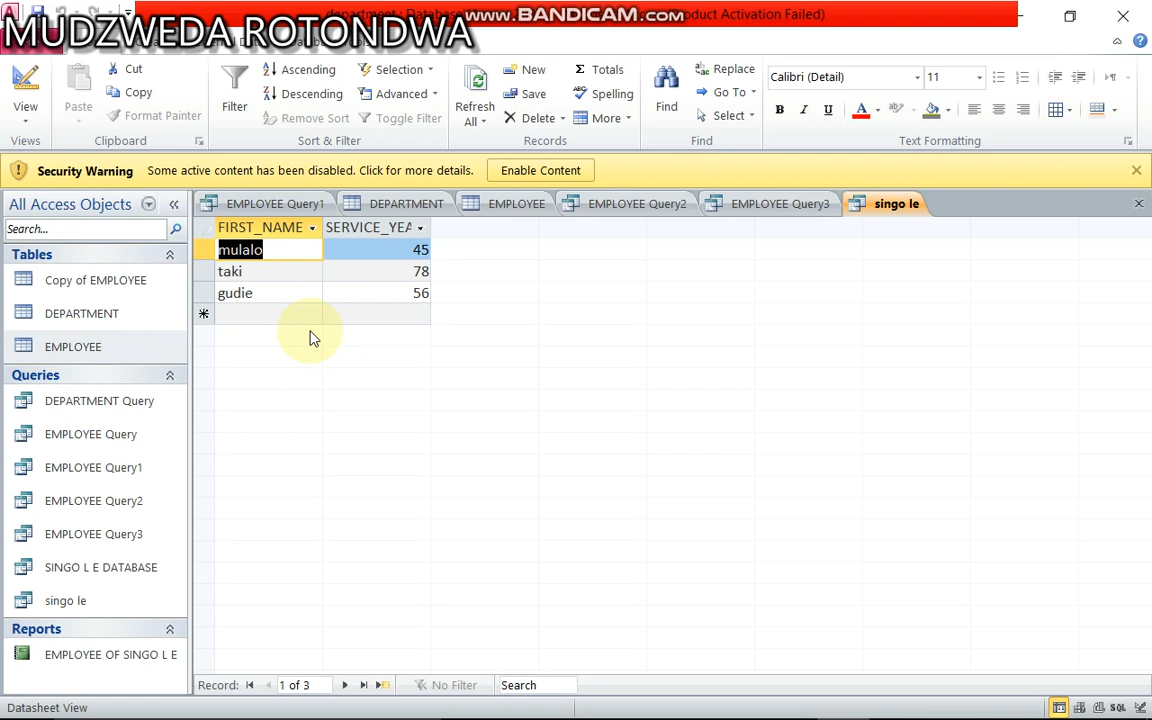 department : Database
www.BANDICAM.com
roduct Activation Failed)
MUDZWEDA ROTONDWA
View
Paste
Cut
Copy
Format Painter
Filter
Ascending
Descending
Remove Sort
Selection
Advanced
Toggle Filter
Refresh All
New
Save
Delete
Totals
Spelling
More
Find
Replace
Go To
Select
Calibri (Detail)
11
B I U
A
Views
Clipboard
Sort & Filter
Records
Find
Text Formatting
Security Warning Some active content has been disabled. Click for more details. Enable Content
All Access Objects
EMPLOYEE Query1 DEPARTMENT EMPLOYEE EMPLOYEE Query2 EMPLOYEE Query3 singo le
Search...
Tables
Copy of EMPLOYEE
DEPARTMENT
EMPLOYEE
Queries
DEPARTMENT Query
EMPLOYEE Query
EMPLOYEE Query1
EMPLOYEE Query2
EMPLOYEE Query3
SINGO L E DATABASE
singo le
Reports
EMPLOYEE OF SINGO L E
FIRST_NAME SERVICE_YEA
mulalo 45
taki 78
gudie 56
Record: 1 of 3 No Filter Search
Datasheet View
SQL